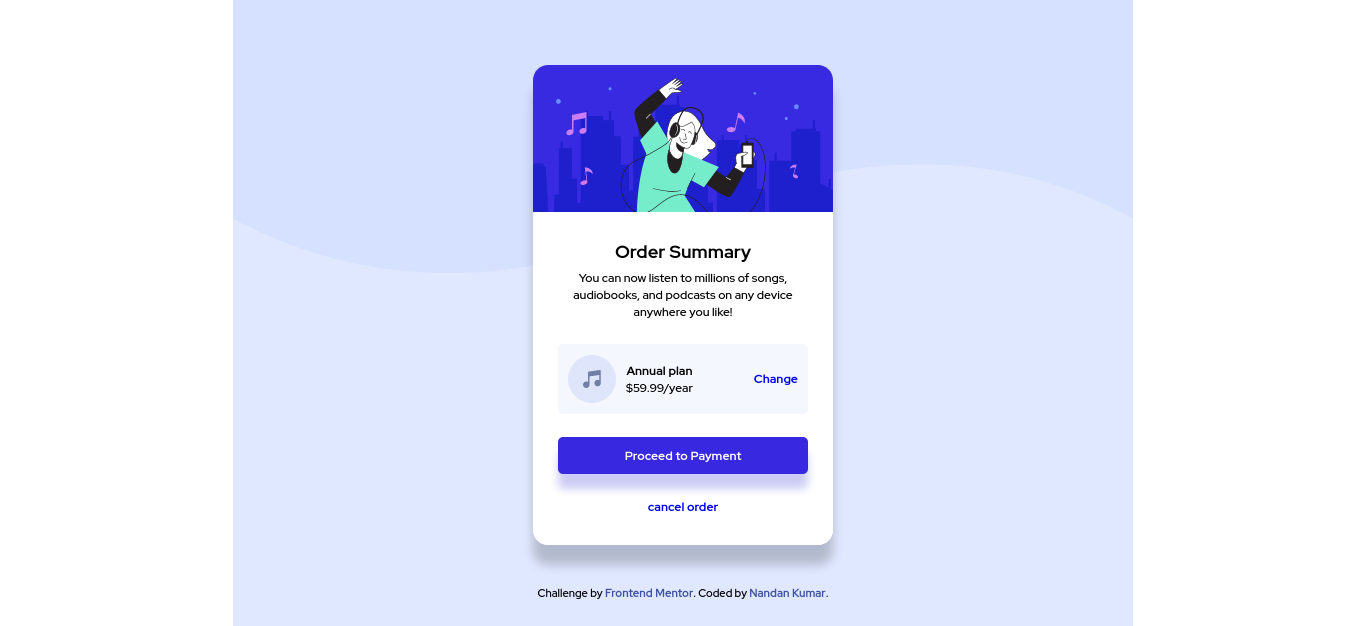 Order Summary
You can now listen to millions of songs,
audiobooks, and podcasts on any device
anywhere you like!
Annual plan
$59.99/year
Change
Proceed to Payment
cancel order
Challenge by Frontend Mentor. Coded by Nandan Kumar.